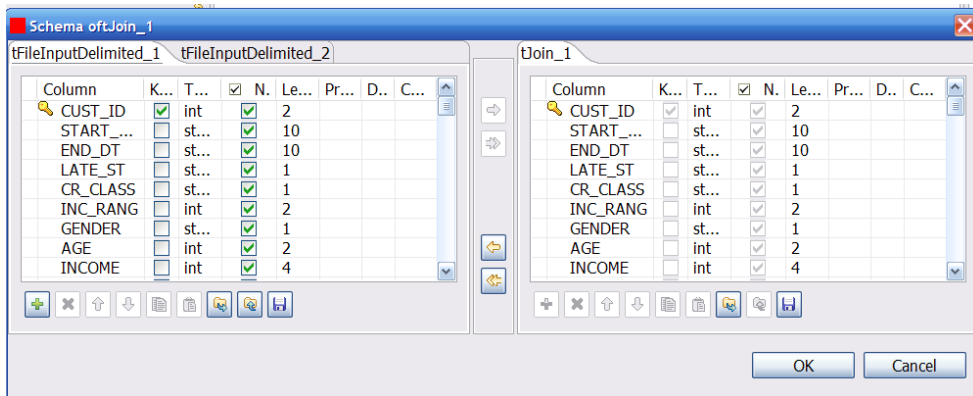 Schema oftJoin_1
tFileInputDelimited_1 tFileInputDelimited_2 tJoin_1
Column K... T... N. Le... Pr... D.. C... Column K... T... N. Le... Pr... D.. C...
CUST_ID int 2 CUST_ID int 2
START_... st... 10 START_... st... 10
END_DT st... 10 END_DT st... 10
LATE_ST st... 1 LATE_ST st... 1
CR_CLASS st... 1 CR_CLASS st... 1
INC_RANG int 2 INC_RANG int 2
GENDER st... 1 GENDER st... 1
AGE int 2 AGE int 2
INCOME int 4 INCOME int 4
OK Cancel